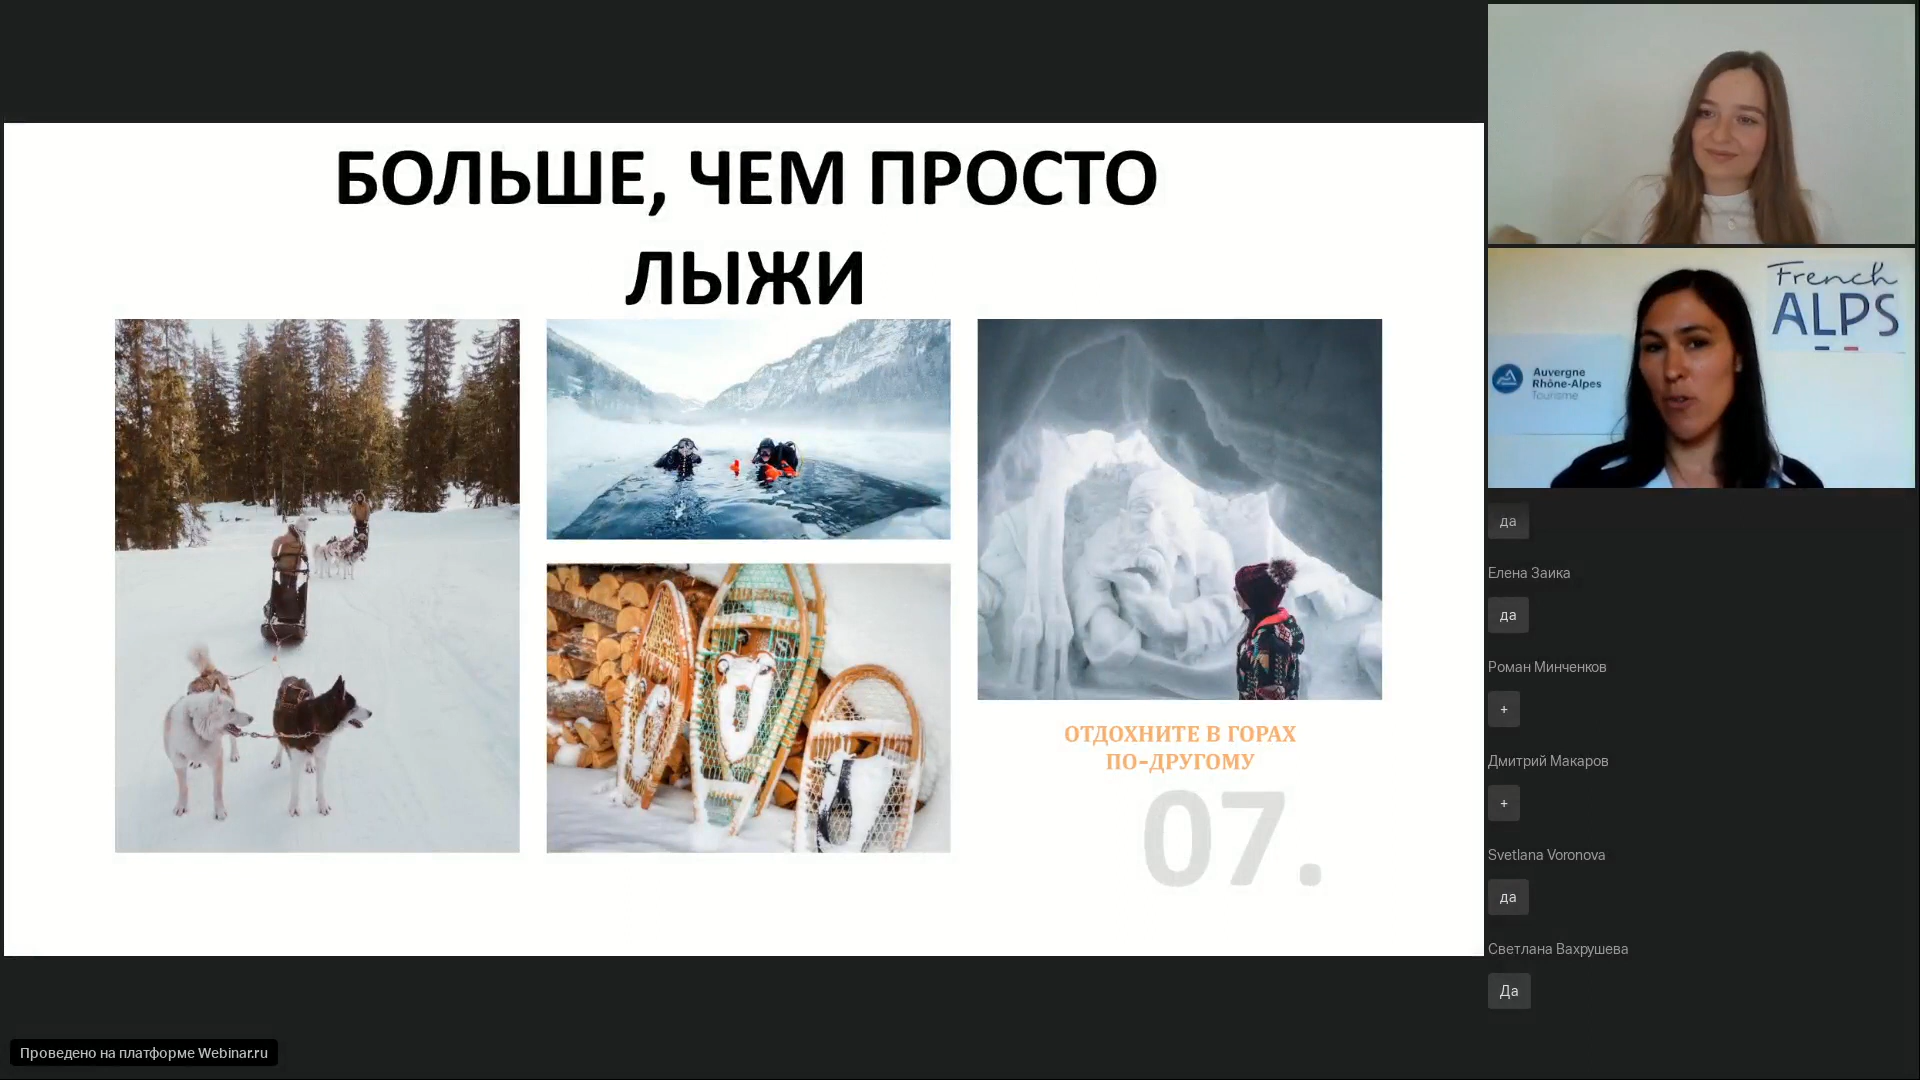 БОЛЬШЕ, ЧЕМ ПРОСТО
ЛЫЖИ
ОТДОХНИТЕ В ГОРАХ
ПО-ДРУГОМУ
07.
French
ALPS
Auvergne
Rhône-Alpes
Tourisme
да
Елена Заика
да
Роман Минченков
+
Дмитрий Макаров
+
Svetlana Voronova
да
Светлана Вахрушева
Да
Проведено на платформе Webinar.ru